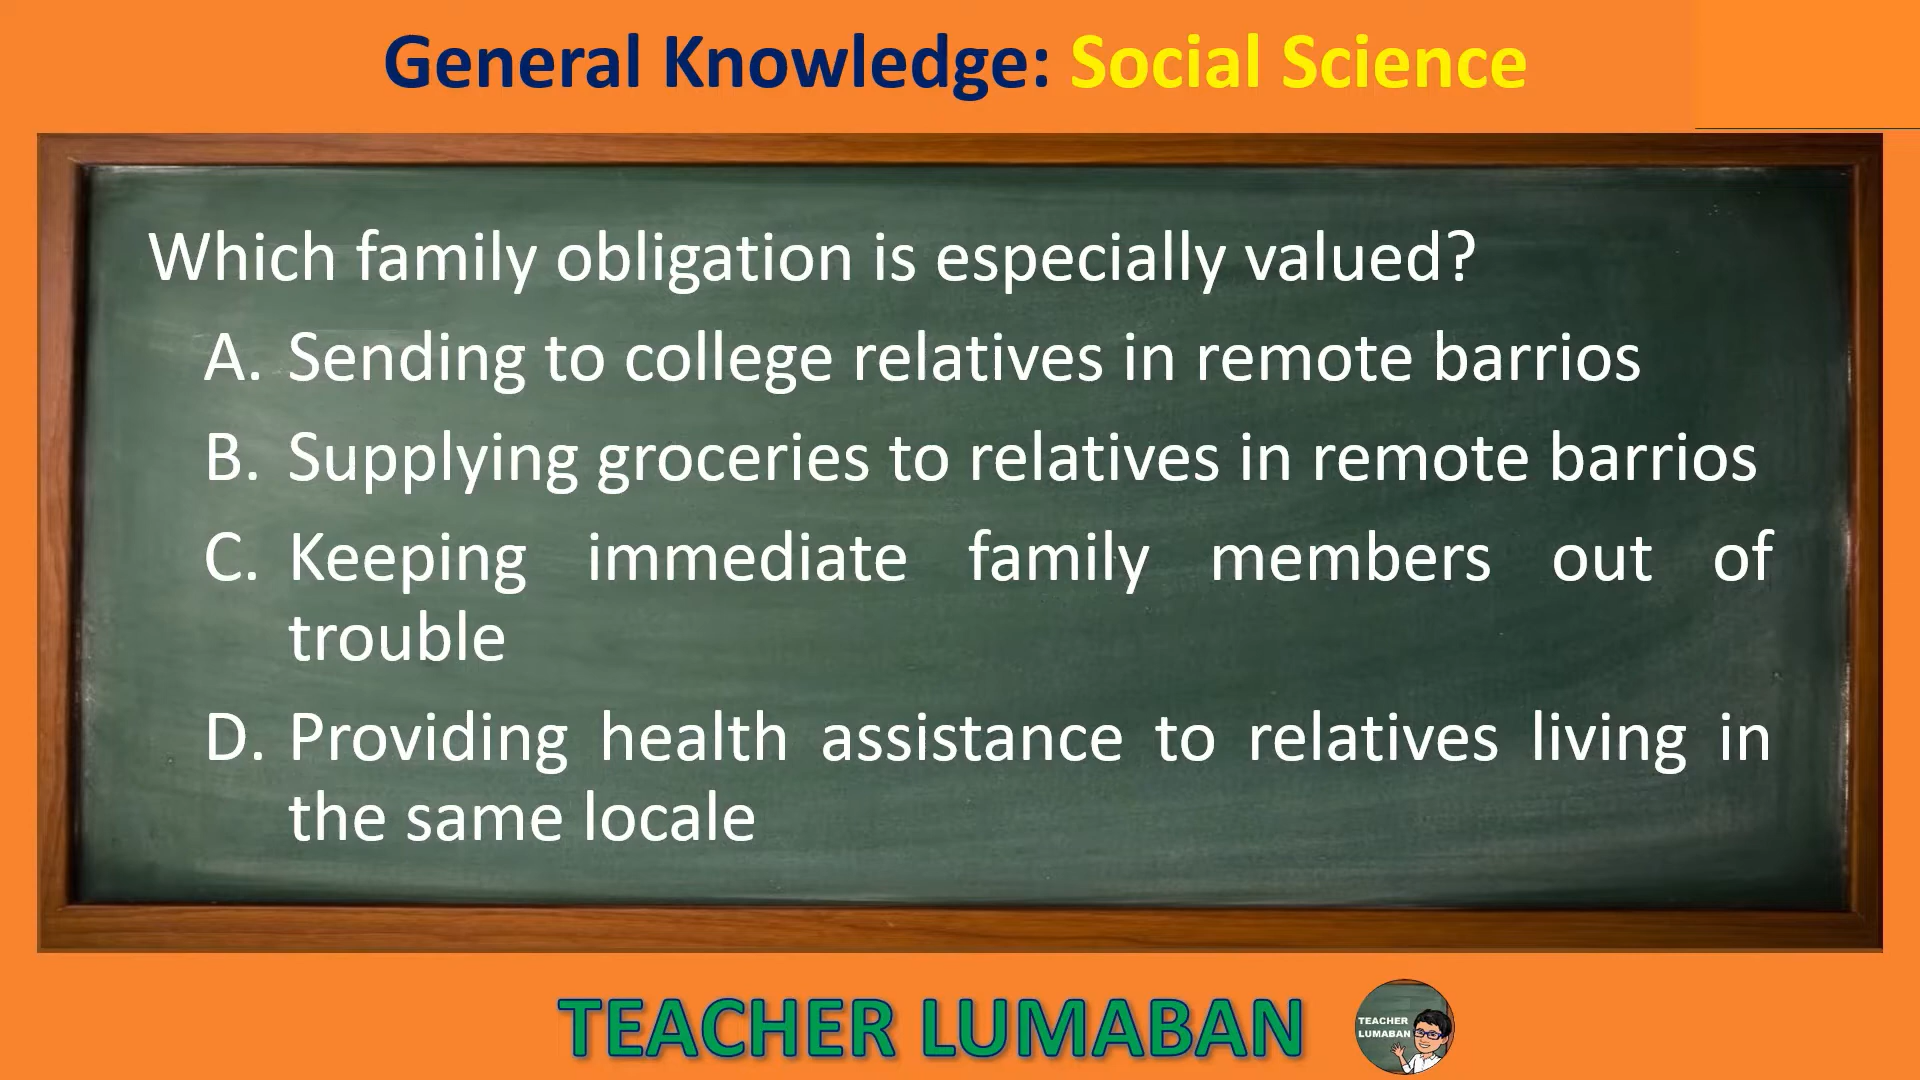 General Knowledge: Social Science
Which family obligation is especially valued?
A. Sending to college relatives in remote barrios
B. Supplying groceries to relatives in remote barrios
C. Keeping immediate family members out of
trouble
D. Providing health assistance to relatives living in
the same locale
TEACHER LUMABAN
TEACHER
LUMABAN